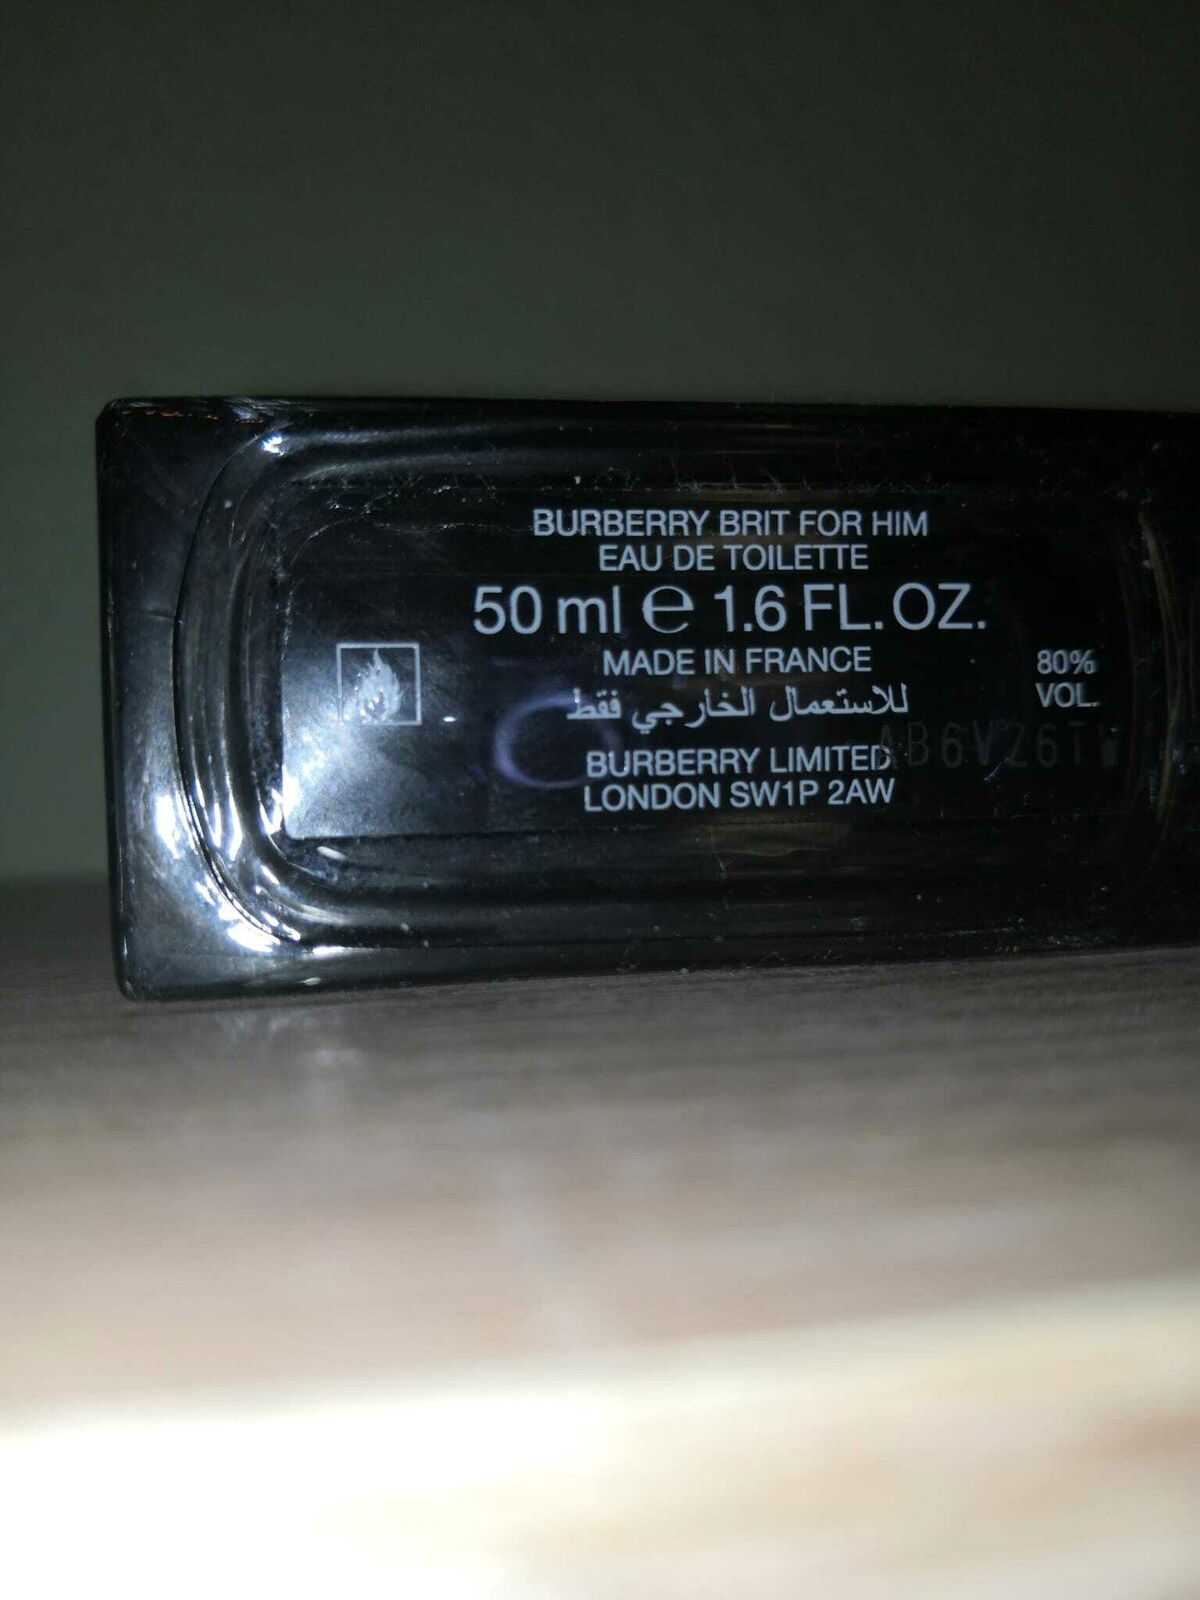 BURBERRY BRIT FOR HIM
EAU DE TOILETTE
50 ml e 1.6 FL. OZ.
MADE IN FRANCE
80%
VOL.
للاستعمال الخارجي فقط
BURBERRY LIMITED
LONDON SW1P 2AW